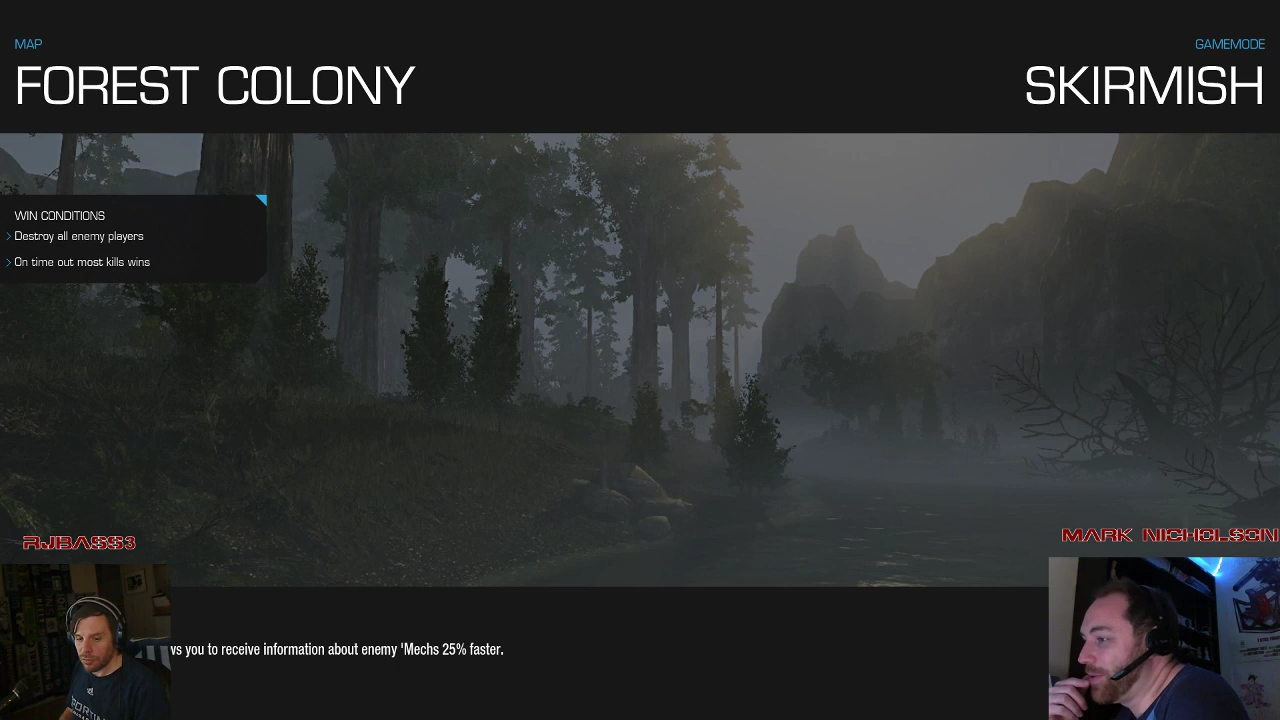 MAP
FOREST COLONY
GAMEMODE
SKIRMISH
WIN CONDITIONS
Destroy all enemy players
On time out most kills wins
RJBASS3
MARK NICHOLSON
you to receive information about enemy 'Mechs 25% faster.